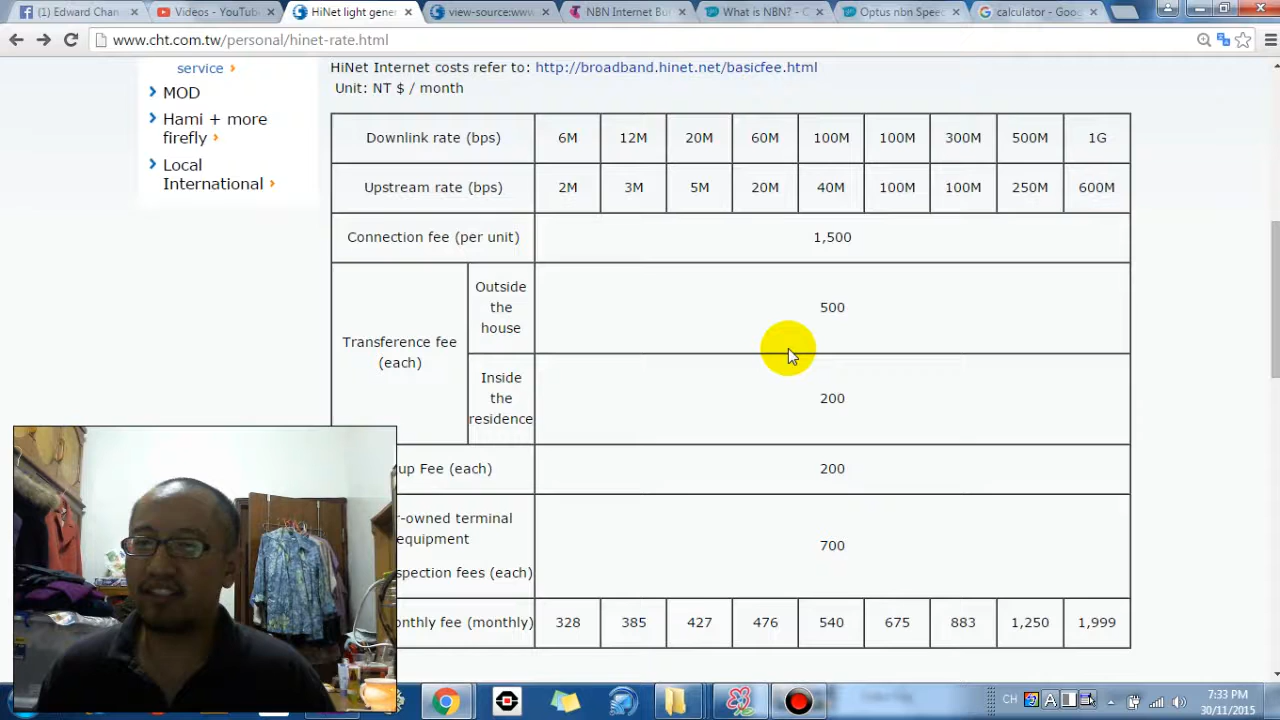 (1) Edward Chan
Videos - YouTube
HiNet light gene
view-source:www
NBN Internet Bu
What is NBN? - C
Optus nbn Spee
calculator - Goo
www.cht.com.tw/personal/hinet-rate.html
service
MOD
Hami + more
firefly
Local
International
HiNet Internet costs refer to: http://broadband.hinet.net/basicfee.html
Unit: NT $ / month
Downlink rate (bps) 6M 12M 20M 60M 100M 100M 300M 500M 1G
Upstream rate (bps) 2M 3M 5M 20M 40M 100M 100M 250M 600M
Connection fee (per unit) 1,500
Transference fee
(each)
Outside
the
house
500
Inside
the
residence
200
up Fee (each) 200
r-owned terminal
equipment
spection fees (each)
700
onthly fee (monthly) 328 385 427 476 540 675 883 1,250 1,999
CH
A
7:33 PM
30/11/2015